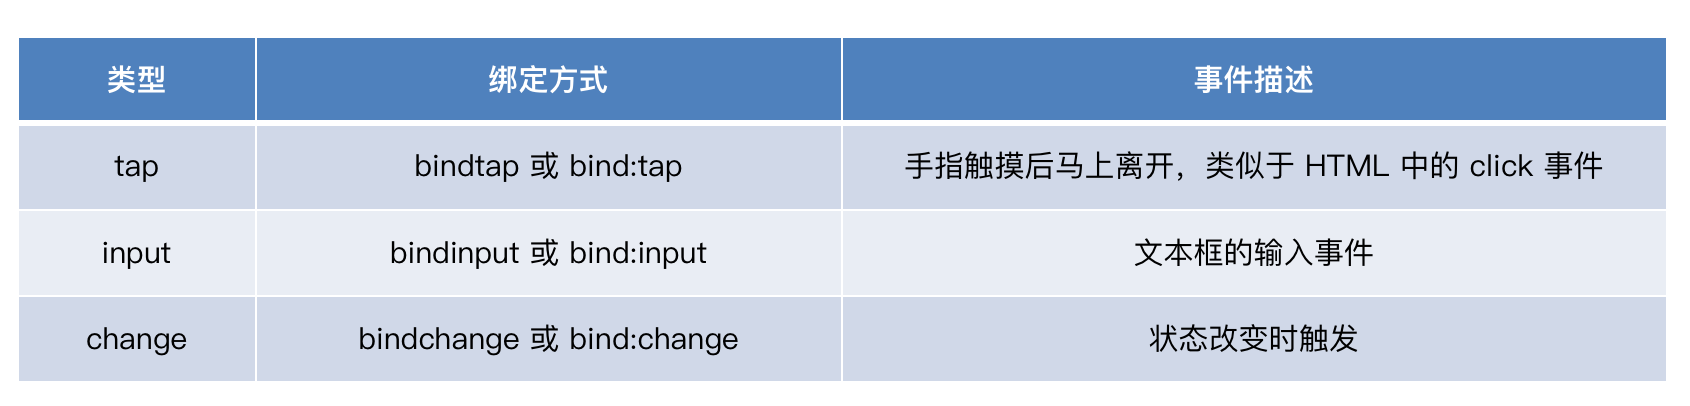 类型 绑定方式 事件描述
tap bindtap 或 bind:tap 手指触摸后马上离开，类似于 HTML 中的 click 事件
input bindinput 或 bind:input 文本框的输入事件
change bindchange 或 bind:change 状态改变时触发